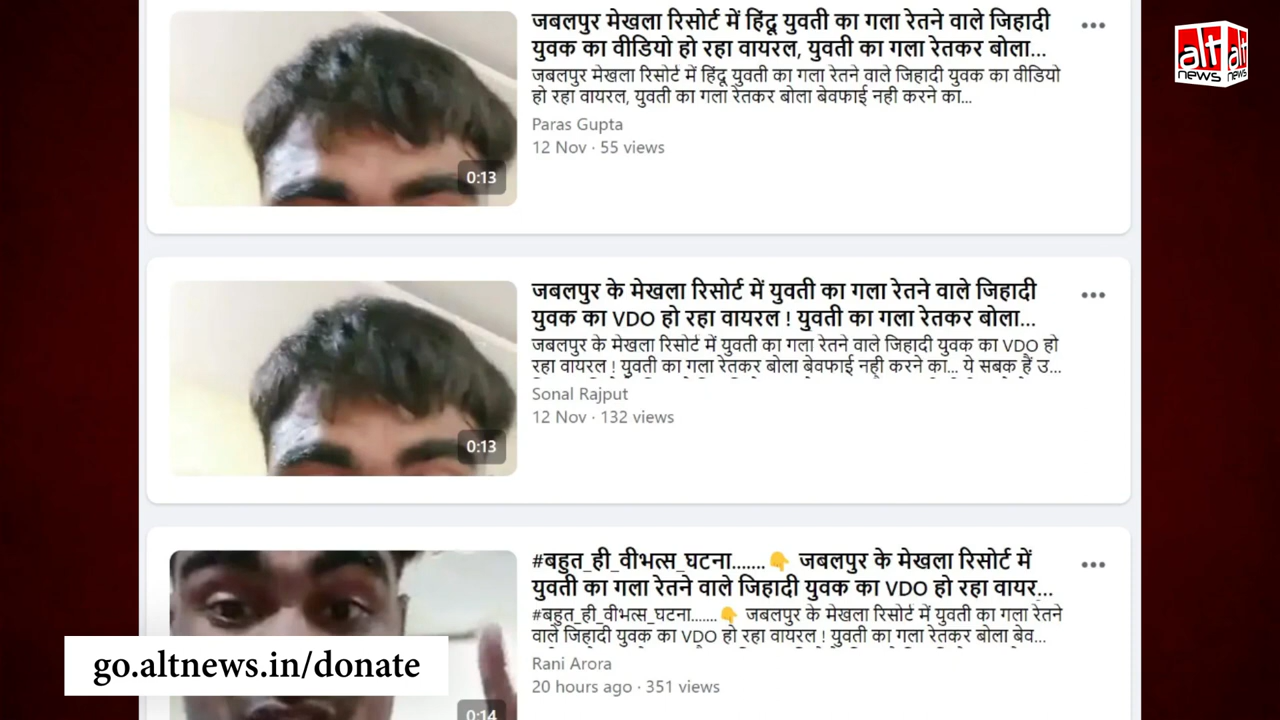 जबलपुर मेखला रिसोर्ट में हिंदू युवती का गला रेतने वाले जिहादी
युवक का वीडियो हो रहा वायरल, युवती का गला रेतकर बोला...
जबलपुर मेखला रिसोर्ट में हिंदू युवती का गला रेतने वाले जिहादी युवक का वीडियो
हो रहा वायरल, युवती का गला रेतकर बोला बेवफाई नही करने का...
Paras Gupta
12 Nov · 55 views
0:13
alt news
alt news
जबलपुर के मेखला रिसोर्ट में युवती का गला रेतने वाले जिहादी
युवक का VDO हो रहा वायरल ! युवती का गला रेतकर बोला...
जबलपुर के मेखला रिसोर्ट में युवती का गला रेतने वाले जिहादी युवक का VDO हो
रहा वायरल ! युवती का गला रेतकर बोला बेवफाई नही करने का... ये सबक हैं उ...
Sonal Rajput
12 Nov · 132 views
0:13
#बहुत_ही_वीभत्स_घटना.......👇 जबलपुर के मेखला रिसोर्ट में
युवती का गला रेतने वाले जिहादी युवक का VDO हो रहा वायर...
#बहुत_ही_वीभत्स_घटना.......👇 जबलपुर के मेखला रिसोर्ट में युवती का गला रेतने
वाले जिहादी युवक का VDO हो रहा वायरल ! युवती का गला रेतकर बोला बेव...
Rani Arora
20 hours ago · 351 views
0:14
go.altnews.in/donate